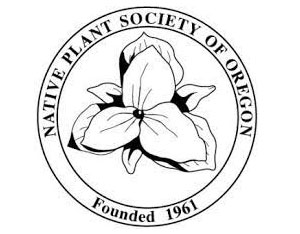 NATIVE PLANT SOCIETY OF OREGON
Founded 1961